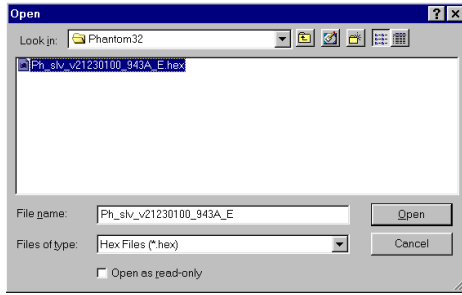 Open
Look in: Phantom32
Ph_slv_v21230100_943A_E.hex
File name: Ph_slv_v21230100_943A_E Open
Files of type: Hex Files (*.hex) Cancel
Open as read-only